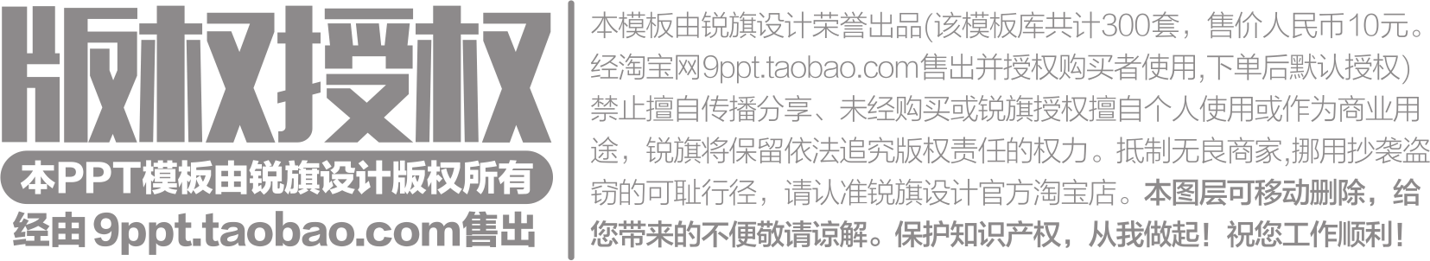 版权授权
本PPT模板由锐旗设计版权所有
经由9ppt.taobao.com售出
本模板由锐旗设计荣誉出品(该模板库共计300套，售价人民币10元。
经淘宝网9ppt.taobao.com售出并授权购买者使用,下单后默认授权)
禁止擅自传播分享、未经购买或锐旗授权擅自个人使用或作为商业用
途，锐旗将保留依法追究版权责任的权力。抵制无良商家,挪用抄袭盗
窃的可耻行径，请认准锐旗设计官方淘宝店。本图层可移动删除，给
您带来的不便敬请谅解。保护知识产权，从我做起！祝您工作顺利！